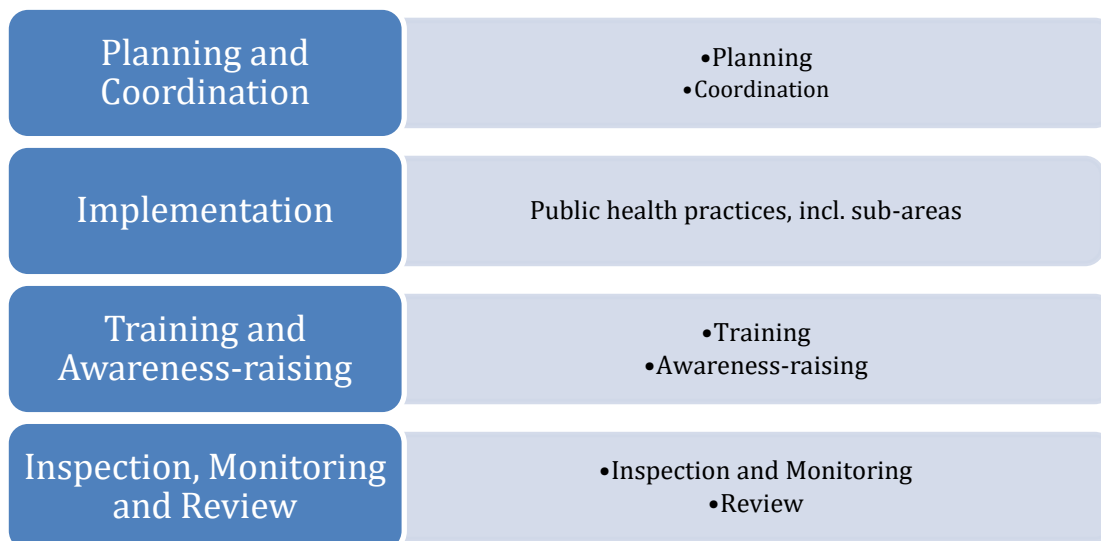 Planning and
Coordination
•Planning
•Coordination
Implementation
Public health practices, incl. sub-areas
Training and
Awareness-raising
•Training
•Awareness-raising
Inspection, Monitoring
and Review
•Inspection and Monitoring
•Review